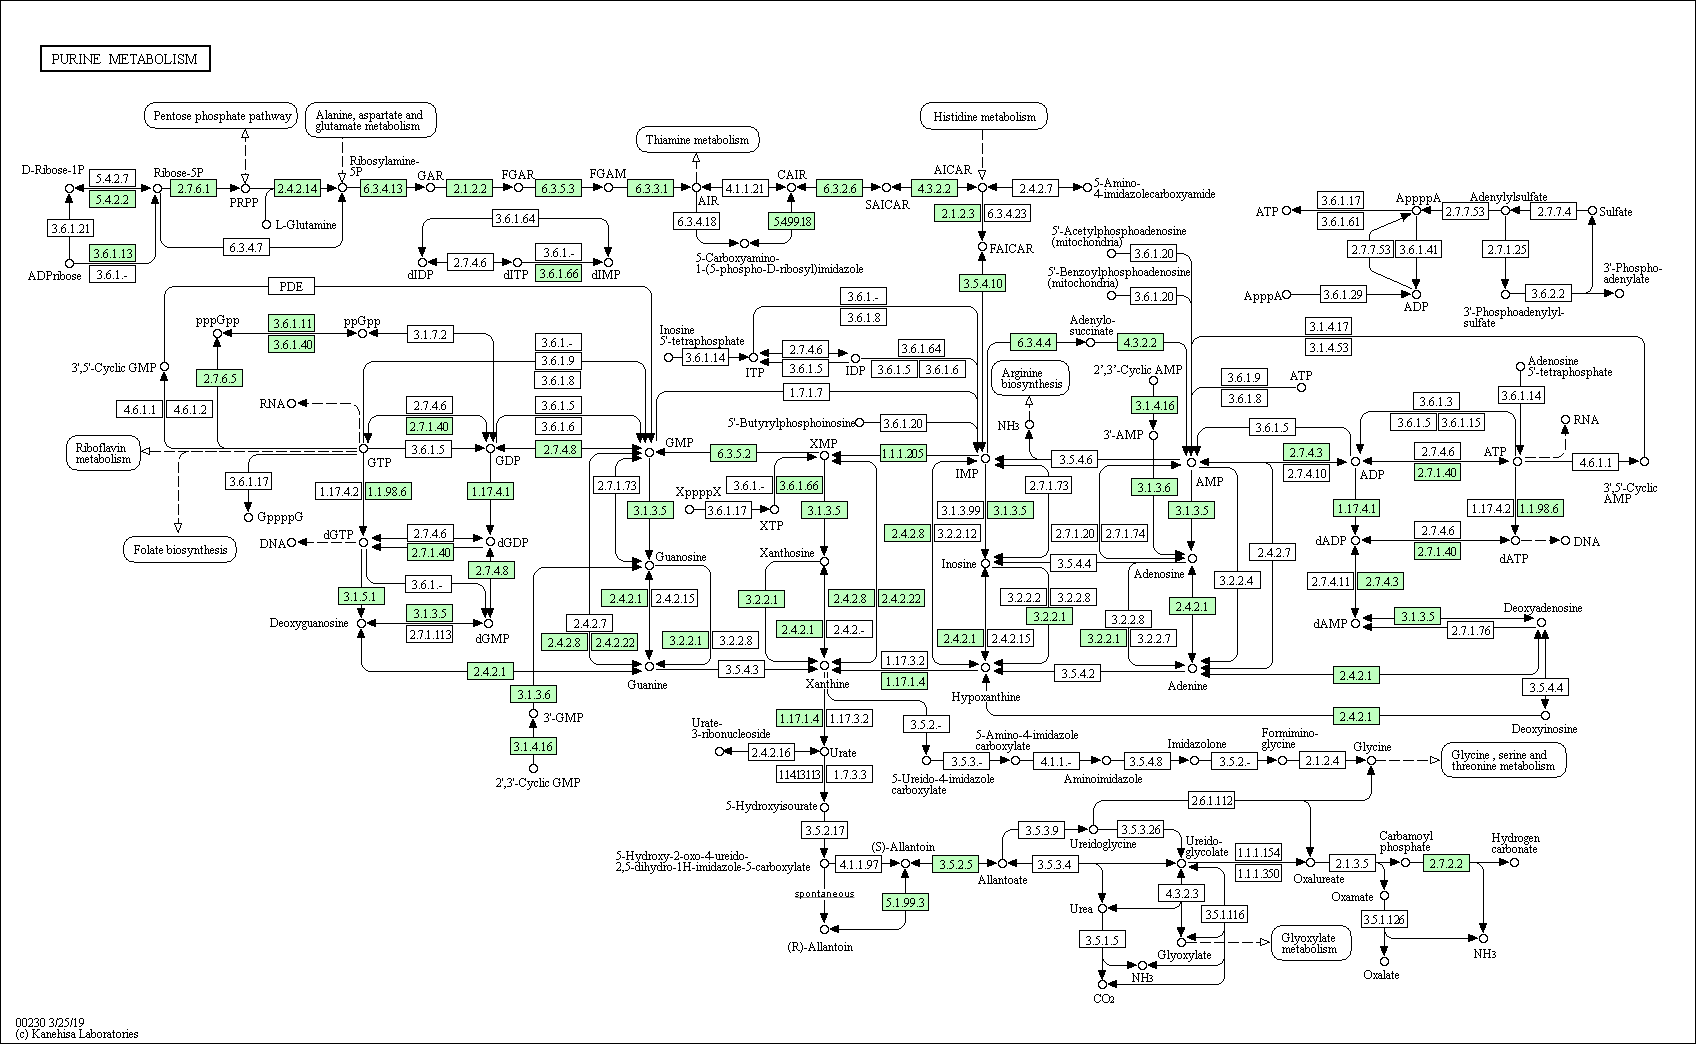 PURINE METABOLISM
Pentose phosphate pathway
Alanine, aspartate and
glutamate metabolism
Thiamine metabolism
Histidine metabolism
D-Ribose-1P
5.4.2.7
5.4.2.2
Ribose-5P
2.7.6.1
PRPP
2.4.2.14
Ribosylamine-
5P
6.3.4.13
GAR
2.1.2.2
FGAR
6.3.5.3
FGAM
6.3.3.1
AIR
4.1.1.21
CAIR
6.3.2.6
SAICAR
4.3.2.2
AICAR
2.4.2.7
5-Amino-
4-imidazolecarboxyamide
3.6.1.21
3.6.1.13
ADPribose
3.6.1.-
L-Glutamine
6.3.4.7
6.3.4.18
5.4.99.18
5-Carboxyamino-
1-(5-phospho-D-ribosyl)imidazole
2.1.2.3
6.3.4.23
FAICAR
3.5.4.10
3.6.1.64
dIDP
2.7.4.6
dITP
3.6.1.-
3.6.1.66
dIMP
5'-Acetylphosphoadenosine
(mitochondria)
3.6.1.20
5'-Benzoylphosphoadenosine
(mitochondria)
3.6.1.20
ATP
3.6.1.17
3.6.1.61
AppppA
2.7.7.53
Adenylylsulfate
2.7.7.4
Sulfate
2.7.7.53
3.6.1.41
2.7.1.25
ApppA
3.6.1.29
ADP
3'-Phosphoadenylyl-
sulfate
3.6.2.2
3'-Phospho-
adenylate
PDE
pppGpp
3.6.1.11
3.6.1.40
ppGpp
3.1.7.2
3',5'-Cyclic GMP
2.7.6.5
4.6.1.1
4.6.1.2
RNA
3.6.1.-
3.6.1.9
3.6.1.8
3.6.1.5
3.6.1.6
2.7.4.6
2.7.1.40
3.6.1.5
GTP
GDP
2.7.4.8
GMP
Inosine
5'-tetraphosphate
3.6.1.14
3.6.1.-
3.6.1.8
2.7.4.6
3.6.1.5
ITP
IDP
3.6.1.64
3.6.1.5
3.6.1.6
1.7.1.7
5'-Butyrylphosphoinosine
3.6.1.20
6.3.4.4
Adenylo-
succinate
4.3.2.2
Arginine
biosynthesis
NH3
2',3'-Cyclic AMP
3.1.4.16
3'-AMP
3.1.3.6
3.1.4.17
3.1.4.53
3.6.1.9
3.6.1.8
ATP
Adenosine
5'-tetraphosphate
3.6.1.14
3.6.1.3
3.6.1.5
3.6.1.15
3.6.1.5
RNA
Riboflavin
metabolism
3.6.1.17
GppppG
Folate biosynthesis
6.3.5.2
XMP
1.1.1.205
IMP
3.5.4.6
AMP
2.7.4.3
2.7.4.10
ADP
2.7.4.6
2.7.1.40
ATP
4.6.1.1
3',5'-Cyclic
AMP
1.17.4.2
1.1.98.6
1.17.4.1
2.7.1.73
3.1.3.5
3.6.1.-
3.6.1.66
XppppX
3.6.1.17
XTP
3.1.3.5
2.7.1.73
3.1.3.99
3.1.3.5
2.4.2.8
3.2.2.12
2.7.1.20
2.7.1.74
3.1.3.5
1.17.4.1
1.17.4.2
1.1.98.6
DNA
dGTP
2.7.4.6
2.7.1.40
dGDP
2.7.4.8
3.6.1.-
3.1.5.1
3.1.3.5
2.7.1.113
Deoxyguanosine
dGMP
Guanosine
Xanthosine
Inosine
3.5.4.4
Adenosine
2.4.2.7
3.2.2.4
dADP
2.7.4.6
2.7.1.40
dATP
DNA
2.7.4.11
2.7.4.3
2.4.2.1
2.4.2.15
2.4.2.7
2.4.2.8
2.4.2.22
3.2.2.1
3.2.2.8
3.2.2.1
2.4.2.8
2.4.2.22
2.4.2.1
2.4.2.-
3.2.2.2
3.2.2.8
3.2.2.1
2.4.2.1
2.4.2.15
2.4.2.1
3.2.2.8
3.2.2.1
3.2.2.7
dAMP
3.1.3.5
2.7.1.76
Deoxyadenosine
2.4.2.1
Guanine
3.5.4.3
Xanthine
1.17.3.2
1.17.1.4
Hypoxanthine
3.5.4.2
Adenine
2.4.2.1
3.5.4.4
2.4.2.1
Deoxyinosine
3.1.3.6
3'-GMP
3.1.4.16
2',3'-Cyclic GMP
1.17.1.4
1.17.3.2
Urate-
3-ribonucleoside
2.4.2.16
Urate
1.14.13.113
1.7.3.3
5-Hydroxyisourate
3.5.2.17
3.5.2.-
5-Ureido-4-imidazole
carboxylate
3.5.3.-
5-Amino-4-imidazole
carboxylate
4.1.1.-
Aminoimidazole
3.5.4.8
Imidazolone
3.5.2.-
Formimino-
glycine
2.1.2.4
Glycine
Glycine , serine and
threonine metabolism
2.6.1.112
5-Hydroxy-2-oxo-4-ureido-
2,5-dihydro-1H-imidazole-5-carboxylate
4.1.1.97
(S)-Allantoin
3.5.2.5
Allantoate
3.5.3.9
Ureidoglycine
3.5.3.26
3.5.3.4
Ureido-
glycolate
1.1.1.154
1.1.1.350
Oxalureate
2.1.3.5
Carbamoyl
phosphate
2.7.2.2
Hydrogen
carbonate
spontaneous
5.1.99.3
(R)-Allantoin
Urea
4.3.2.3
3.5.1.116
3.5.1.5
Glyoxylate
Glyoxylate
metabolism
NH3
CO2
Oxamate
3.5.1.126
Oxalate
NH3
00230 3/25/19
(c) Kanehisa Laboratories